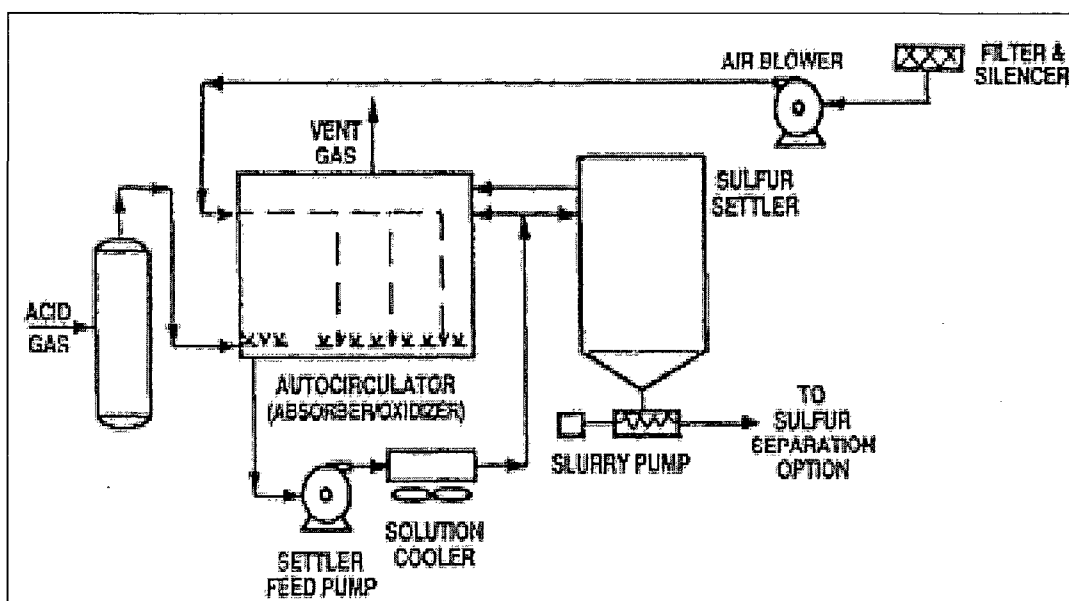 AIR BLOWER
FILTER &
SILENCER
VENT
GAS
SULFUR
SETTLER
ACID
GAS
AUTOCIRCULATOR
(ABSORBER/OXIDIZER)
SLURRY PUMP
TO
SULFUR
SEPARATION
OPTION
SOLUTION
COOLER
SETTLER
FEED PUMP